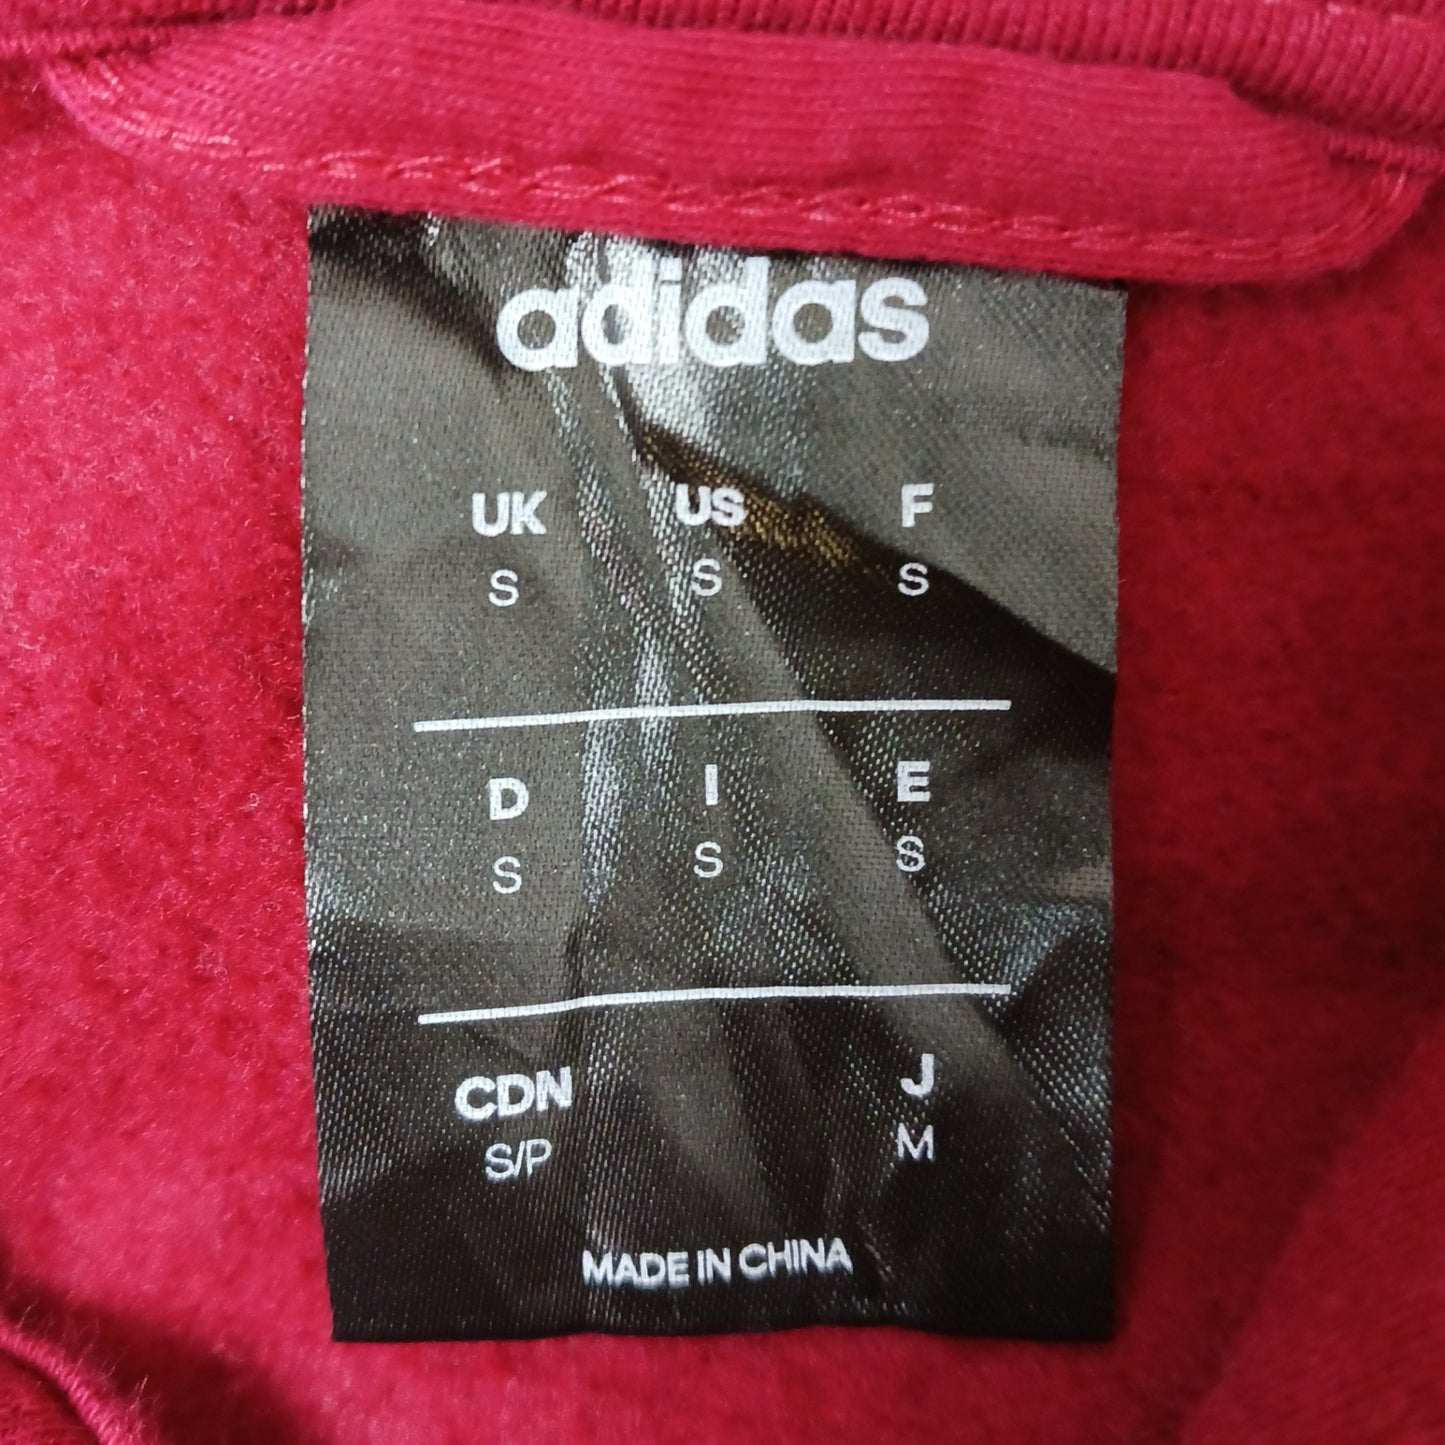 adidas
UK US F
S S S
D I E
S S S
CDN J
S/P M
MADE IN CHINA